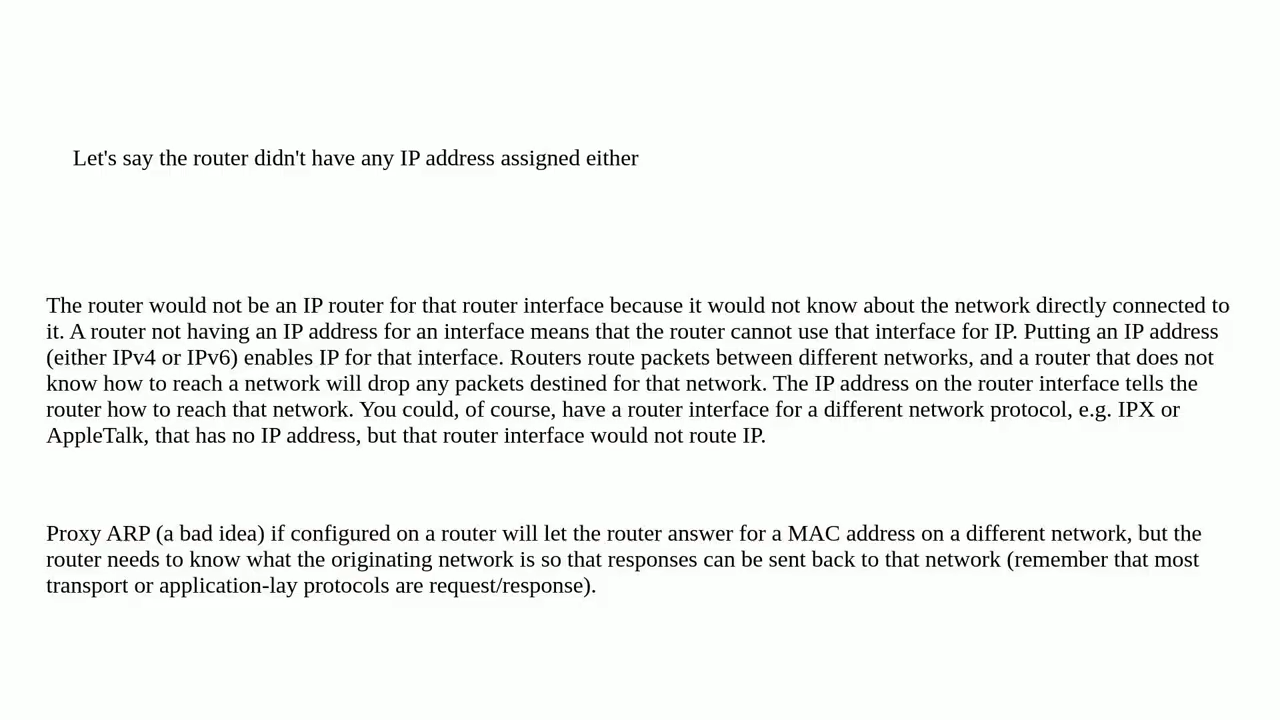 Let's say the router didn't have any IP address assigned either
The router would not be an IP router for that router interface because it would not know about the network directly connected to
it. A router not having an IP address for an interface means that the router cannot use that interface for IP. Putting an IP address
(either IPv4 or IPv6) enables IP for that interface. Routers route packets between different networks, and a router that does not
know how to reach a network will drop any packets destined for that network. The IP address on the router interface tells the
router how to reach that network. You could, of course, have a router interface for a different network protocol, e.g. IPX or
AppleTalk, that has no IP address, but that router interface would not route IP.
Proxy ARP (a bad idea) if configured on a router will let the router answer for a MAC address on a different network, but the
router needs to know what the originating network is so that responses can be sent back to that network (remember that most
transport or application-lay protocols are request/response).